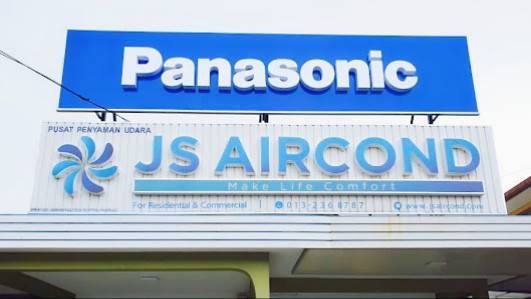 Panasonic
PUSAT PENYAMAN UDARA
JS AIRCOND
Make Life Comfort
For Residential & Commercial | 013-236 8787 www.jsaircond.com